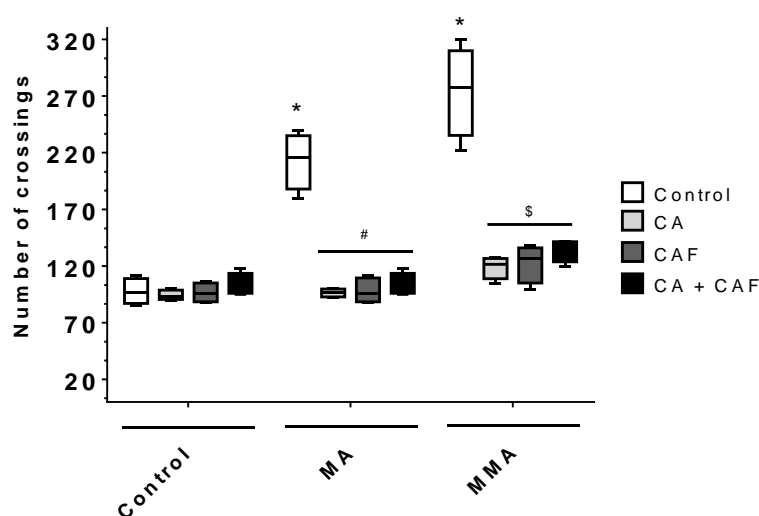 Number of crossings
320
270
220
170
120
70
20
*
*
#
$
Control
MA
MMA
Control
CA
CAF
CA + CAF